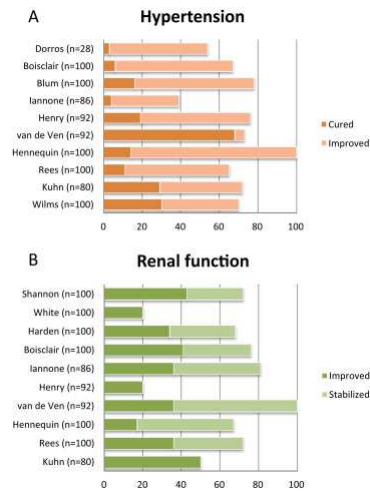 A
Hypertension
Dorros (n=28)
Boisclair (n=100)
Blum (n=100)
Iannone (n=86)
Henry (n=92)
van de Ven (n=92)
Hennequin (n=100)
Rees (n=100)
Kuhn (n=80)
Wilms (n=100)
0 20 40 60 80 100
Cured
Improved
B
Renal function
Shannon (n=100)
White (n=100)
Harden (n=100)
Boisclair (n=100)
Iannone (n=86)
Henry (n=92)
van de Ven (n=92)
Hennequin (n=100)
Rees (n=100)
Kuhn (n=80)
0 20 40 60 80 100
Improved
Stabilized